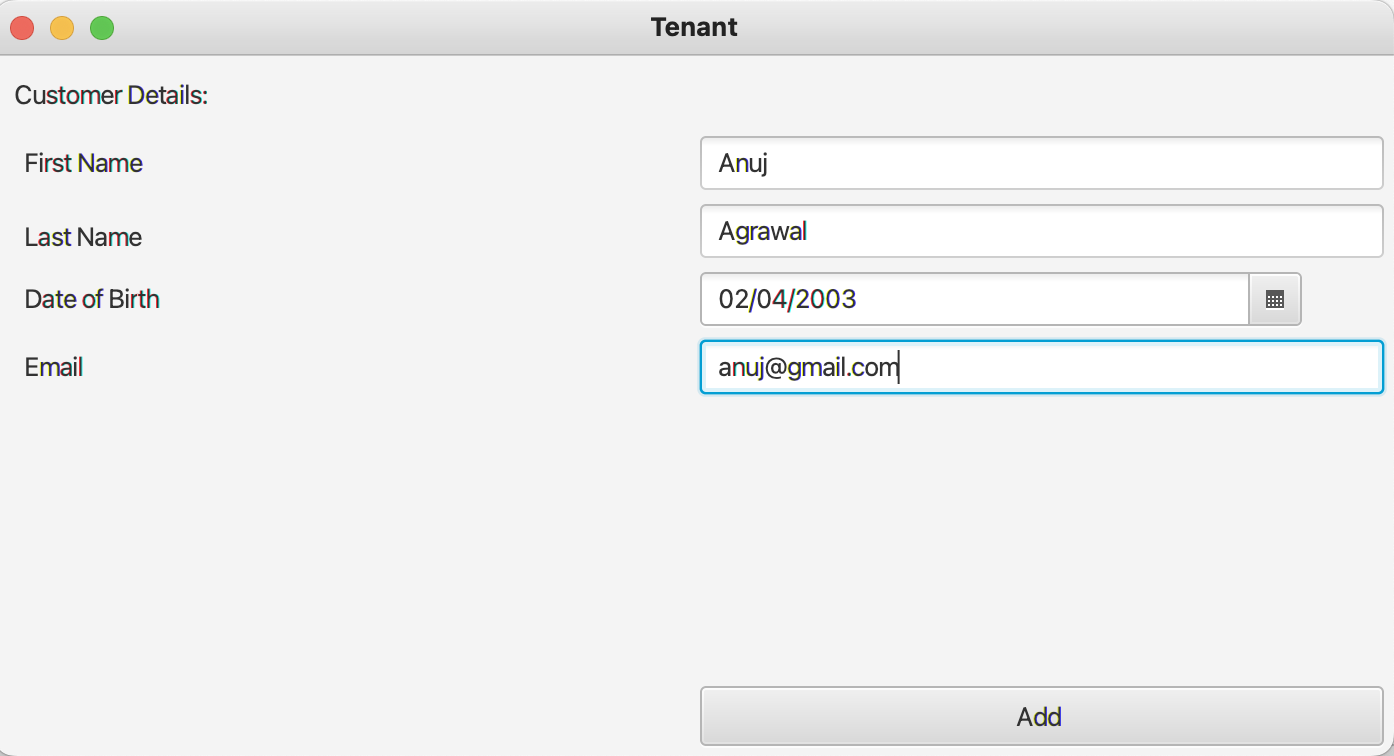 Tenant
Customer Details:
First Name Anuj
Last Name Agrawal
Date of Birth 02/04/2003
Email anuj@gmail.com
Add